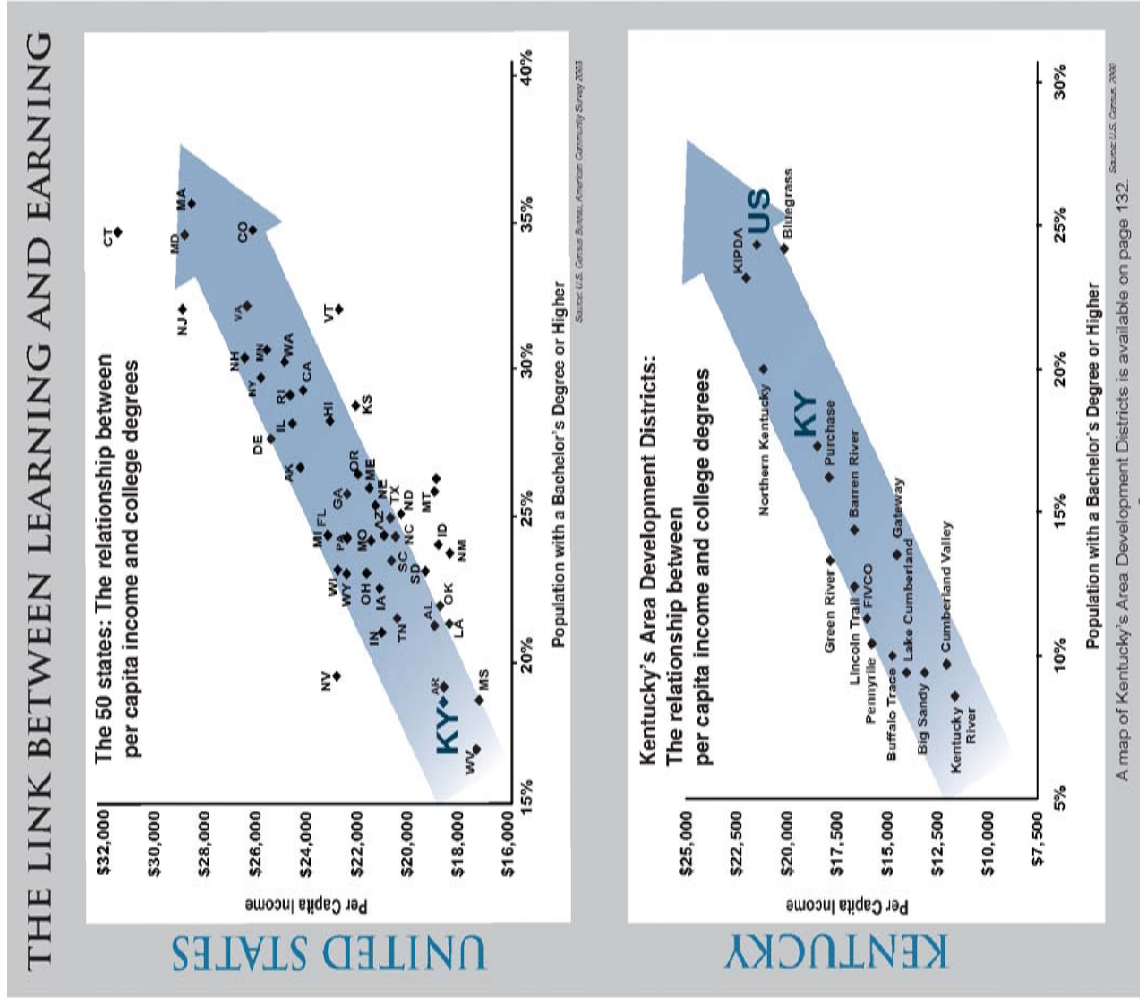 THE LINK BETWEEN LEARNING AND EARNING
UNITED STATES
The 50 states: The relationship between
per capita income and college degrees
Per Capita Income
$32,000
$30,000
$28,000
$26,000
$24,000
$22,000
$20,000
$18,000
$16,000
CT
NJ
MD
MA
CO
VA
NH
MN
NY
WA
RI
CA
DE
IL
VT
HI
KS
AK
MI
FL
GA
OR
PA
ME
MO
NE
AZ
TX
WI
WY
OH
NC
ND
MT
IA
SC
ID
NM
IN
SD
TN
AL
OK
LA
NV
AR
KY
MS
WV
15%
20%
25%
30%
35%
40%
Population with a Bachelor's Degree or Higher
Source: U.S. Census Bureau, American Community Survey 2003
KENTUCKY
Kentucky's Area Development Districts:
The relationship between
per capita income and college degrees
Per Capita Income
$25,000
$22,500
$20,000
$17,500
$15,000
$12,500
$10,000
$7,500
KIPDA
US
Bluegrass
Northern Kentucky
KY
Purchase
Green River
Barren River
Lincoln Trail
FIVCO
Pennyrile
Gateway
Buffalo Trace
Lake Cumberland
Big Sandy
Cumberland Valley
Kentucky
River
5%
10%
15%
20%
25%
30%
Population with a Bachelor's Degree or Higher
Source: U.S. Census, 2000
A map of Kentucky's Area Development Districts is available on page 132.